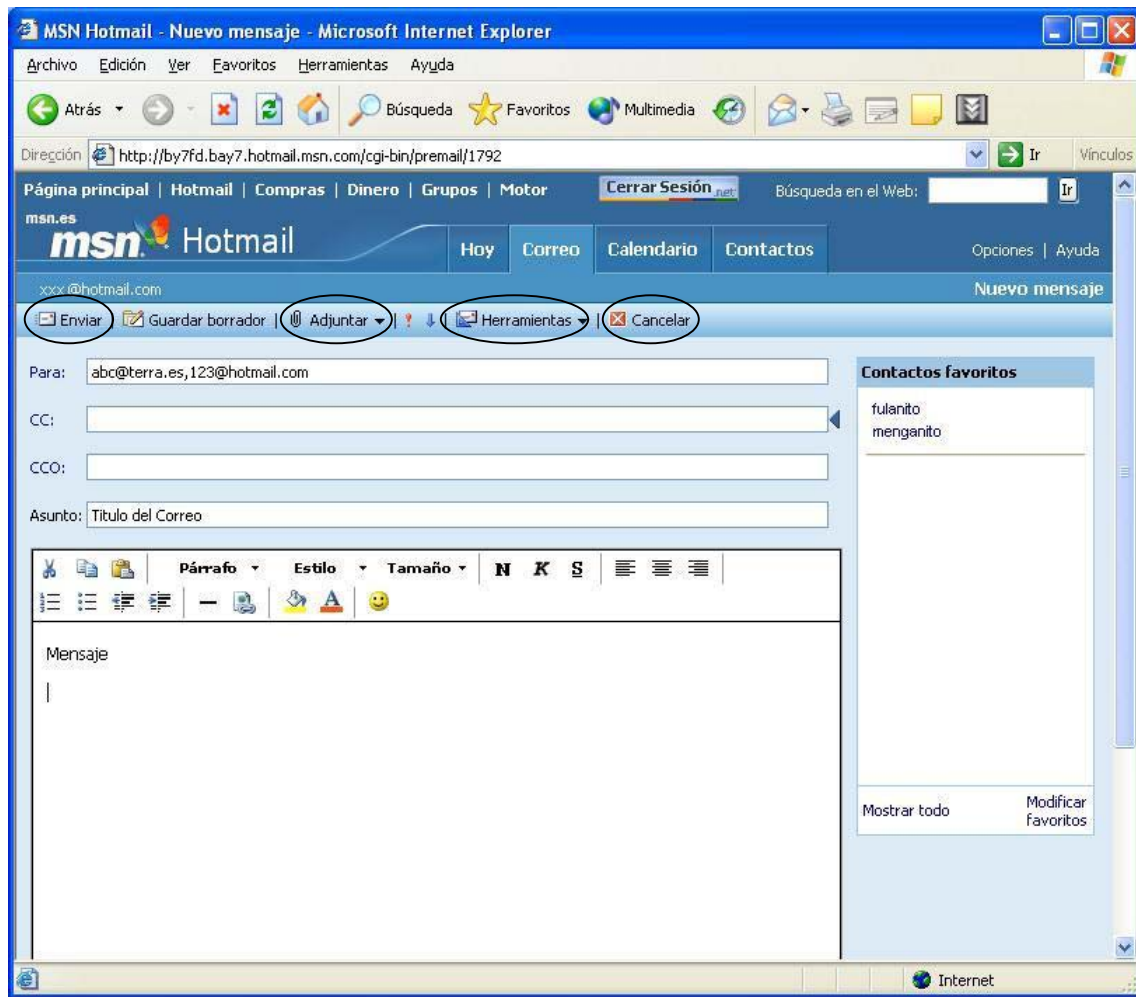 MSN Hotmail - Nuevo mensaje - Microsoft Internet Explorer
Archivo Edición Ver Favoritos Herramientas Ayuda
Atrás Búsqueda Favoritos Multimedia
Dirección http://by7fd.bay7.hotmail.msn.com/cgi-bin/premail/1792 Ir Vínculos
Página principal | Hotmail | Compras | Dinero | Grupos | Motor Cerrar Sesión .net Búsqueda en el Web: Ir
msn.es
msn Hotmail Hoy Correo Calendario Contactos Opciones | Ayuda
xxx@hotmail.com Nuevo mensaje
Enviar Guardar borrador | Adjuntar | Herramientas | Cancelar
Para: abc@terra.es,123@hotmail.com Contactos favoritos
CC: fulanito
menganito
CCO:
Asunto: Titulo del Correo
Párrafo Estilo Tamaño N K S
A
Mensaje
Mostrar todo Modificar favoritos
Internet